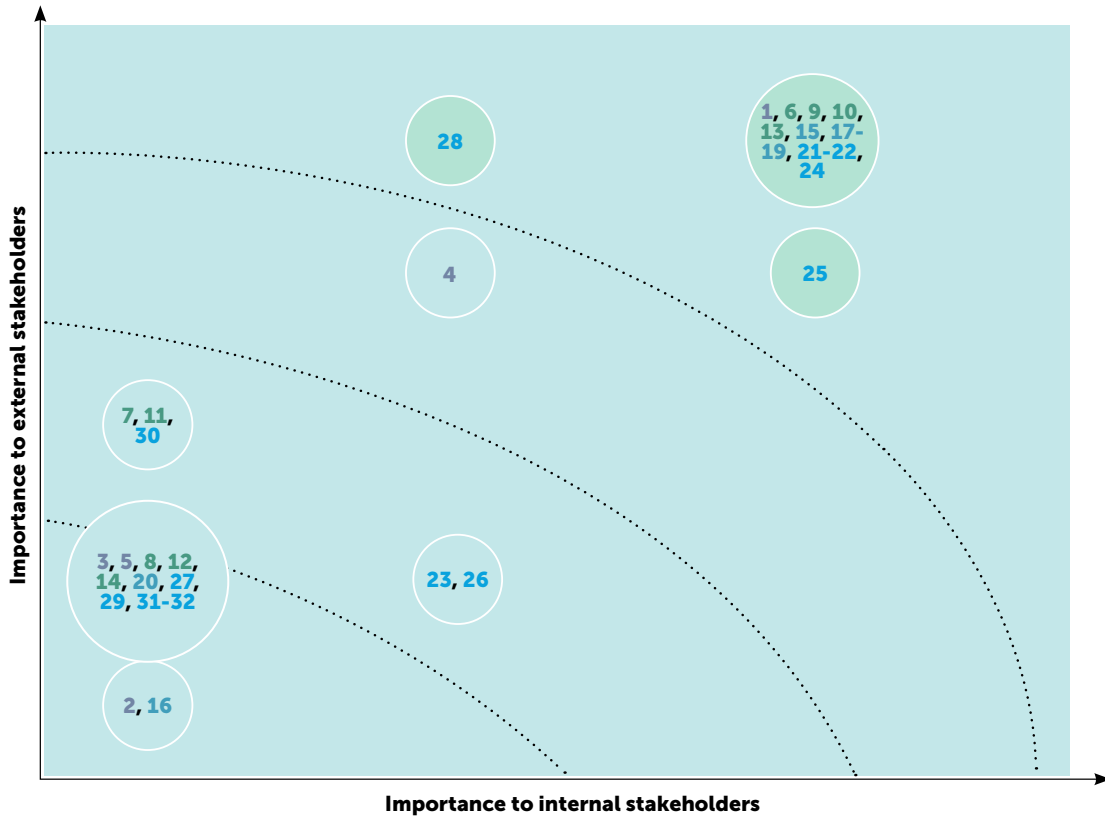 Importance to external stakeholders
28
1, 6, 9, 10,
13, 15, 17-
19, 21-22,
24
4
25
7, 11,
30
3, 5, 8, 12,
14, 20, 27,
29, 31-32
23, 26
2, 16
Importance to internal stakeholders